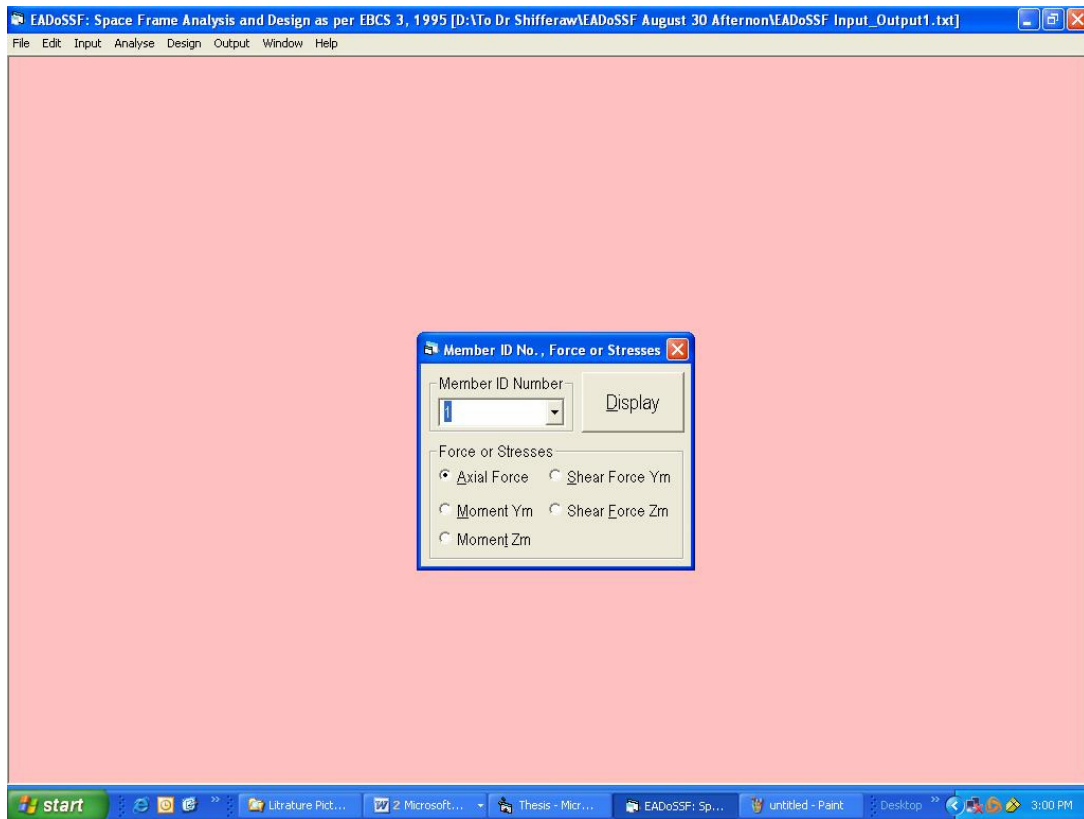 EADoSSF: Space Frame Analysis and Design as per EBCS 3, 1995 [D:\To Dr Shifferaw\EADoSSF August 30 Afternon\EADoSSF Input_Output1.txt]
File Edit Input Analyse Design Output Window Help
Member ID No. , Force or Stresses
Member ID Number
1
Display
Force or Stresses
Axial Force Shear Force Ym
Moment Ym Shear Force Zm
Moment Zm
start Litrature Pict... 2 Microsoft... Thesis - Micr... EADoSSF: Sp... untitled - Paint Desktop 3:00 PM